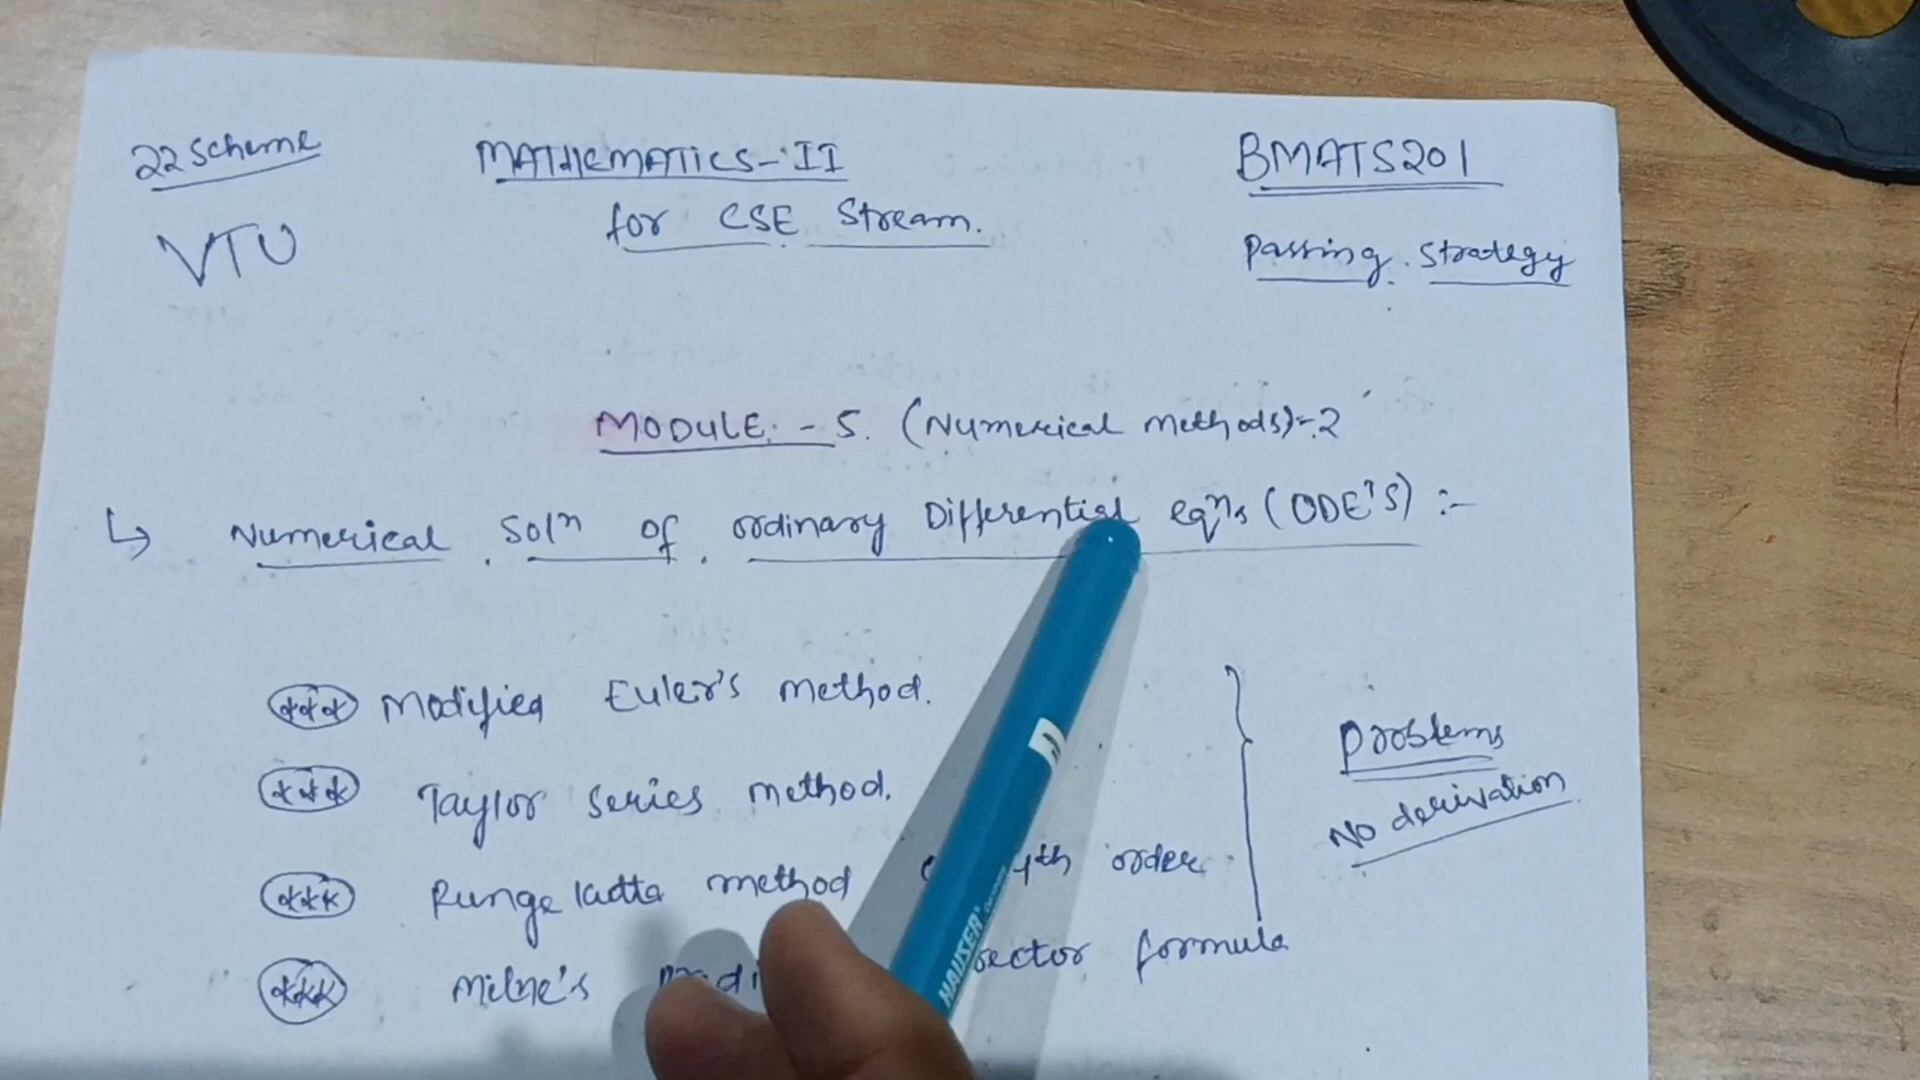 22 Scheme MATHEMATICS-II BMATS201
VTU for CSE Stream. Passing Strategy
MODULE - 5. (Numerical Methods)-2
↳ Numerical Solⁿ of ordinary Differential eqⁿs (ODE'S) :-
*** Modified Euler's method.
*** Taylor Series method.
*** Runge kutta method 4th order
*** Milne's rector formula
Problems
No derivation
HAUSER